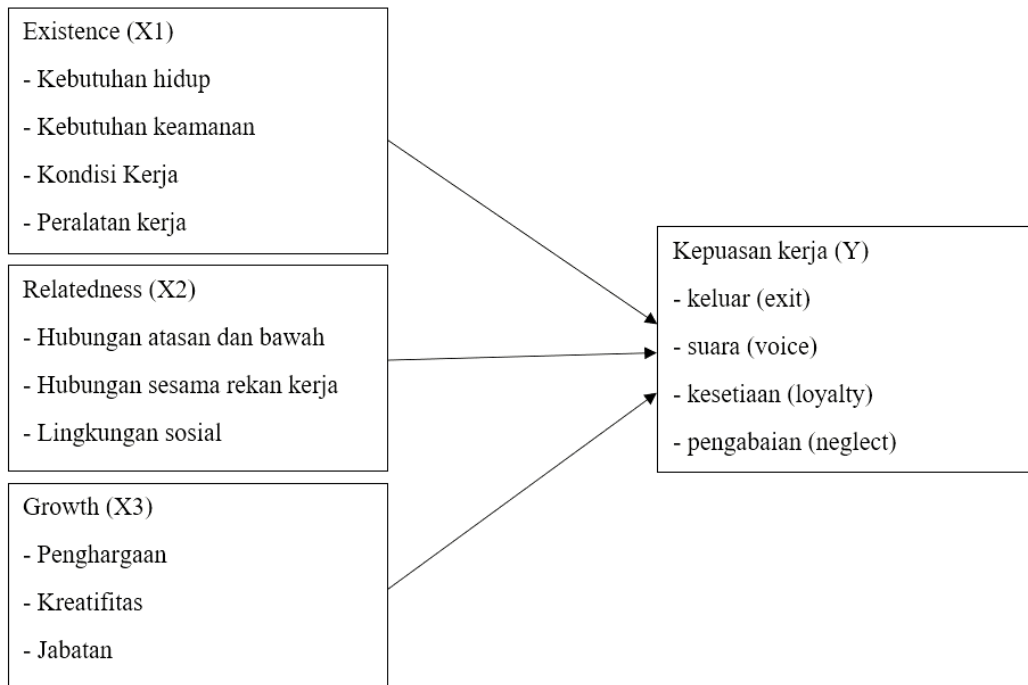 Existence (X1)
- Kebutuhan hidup
- Kebutuhan keamanan
- Kondisi Kerja
- Peralatan kerja
Relatedness (X2)
- Hubungan atasan dan bawah
- Hubungan sesama rekan kerja
- Lingkungan sosial
Growth (X3)
- Penghargaan
- Kreatifitas
- Jabatan
Kepuasan kerja (Y)
- keluar (exit)
- suara (voice)
- kesetiaan (loyalty)
- pengabaian (neglect)